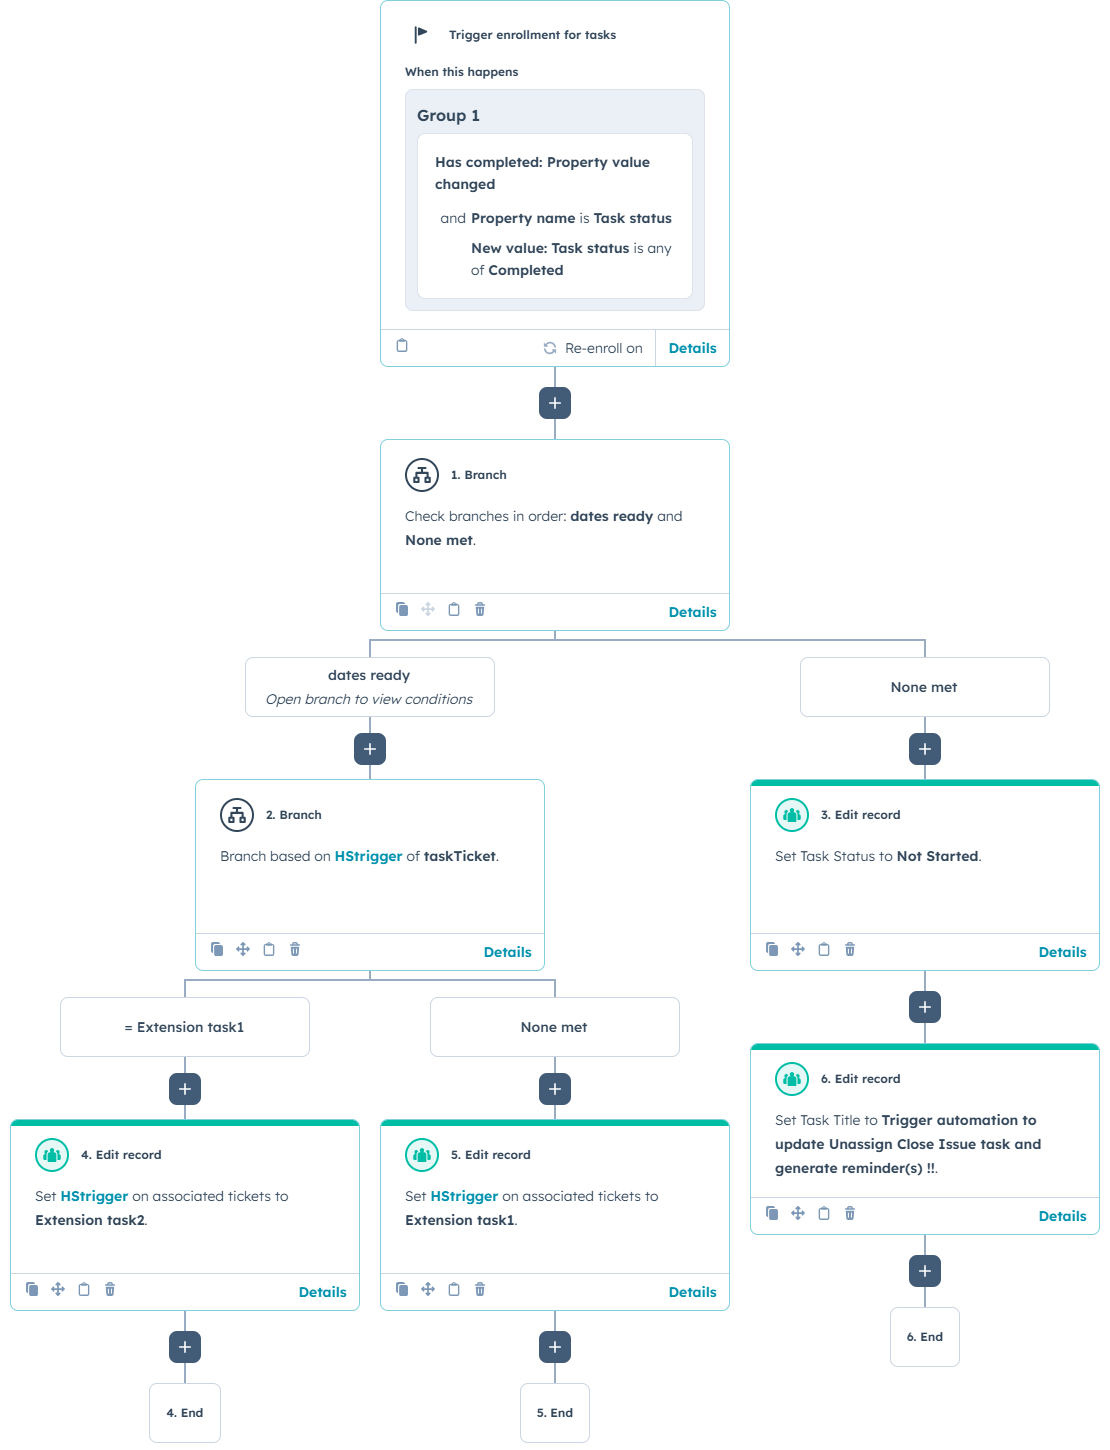 Trigger enrollment for tasks
When this happens
Group 1
Has completed: Property value
changed
and Property name is Task status
New value: Task status is any
of Completed
Re-enroll on
Details
1. Branch
Check branches in order: dates ready and
None met.
Details
dates ready
Open branch to view conditions
None met
2. Branch
Branch based on HStrigger of taskTicket.
Details
3. Edit record
Set Task Status to Not Started.
Details
= Extension task1
None met
4. Edit record
Set HStrigger on associated tickets to
Extension task2.
Details
5. Edit record
Set HStrigger on associated tickets to
Extension task1.
Details
6. Edit record
Set Task Title to Trigger automation to
update Unassign Close Issue task and
generate reminder(s) !!.
Details
4. End
5. End
6. End